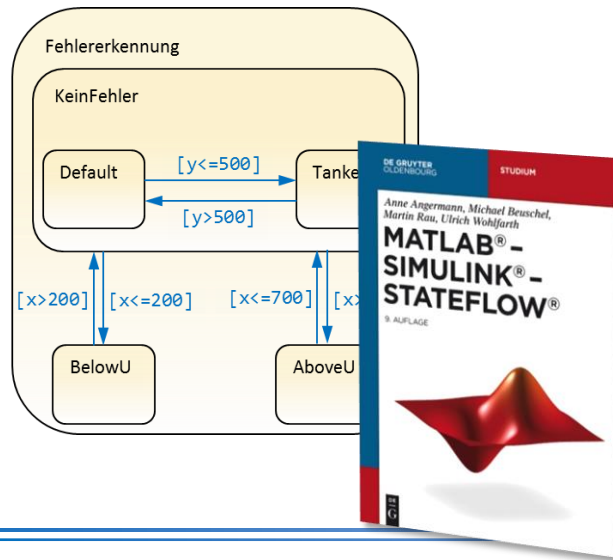 Fehlererkennung
KeinFehler
Default
[y<=500]
Tanke
[y>500]
[x>200]
[x<=200]
[x<=700]
[x>
BelowU
AboveU
DE GRUYTER
OLDENBOURG
STUDIUM
Anne Angermann, Michael Beuschel,
Martin Rau, Ulrich Wohlfarth
MATLAB® –
SIMULINK® –
STATEFLOW®
9. AUFLAGE
DE
G